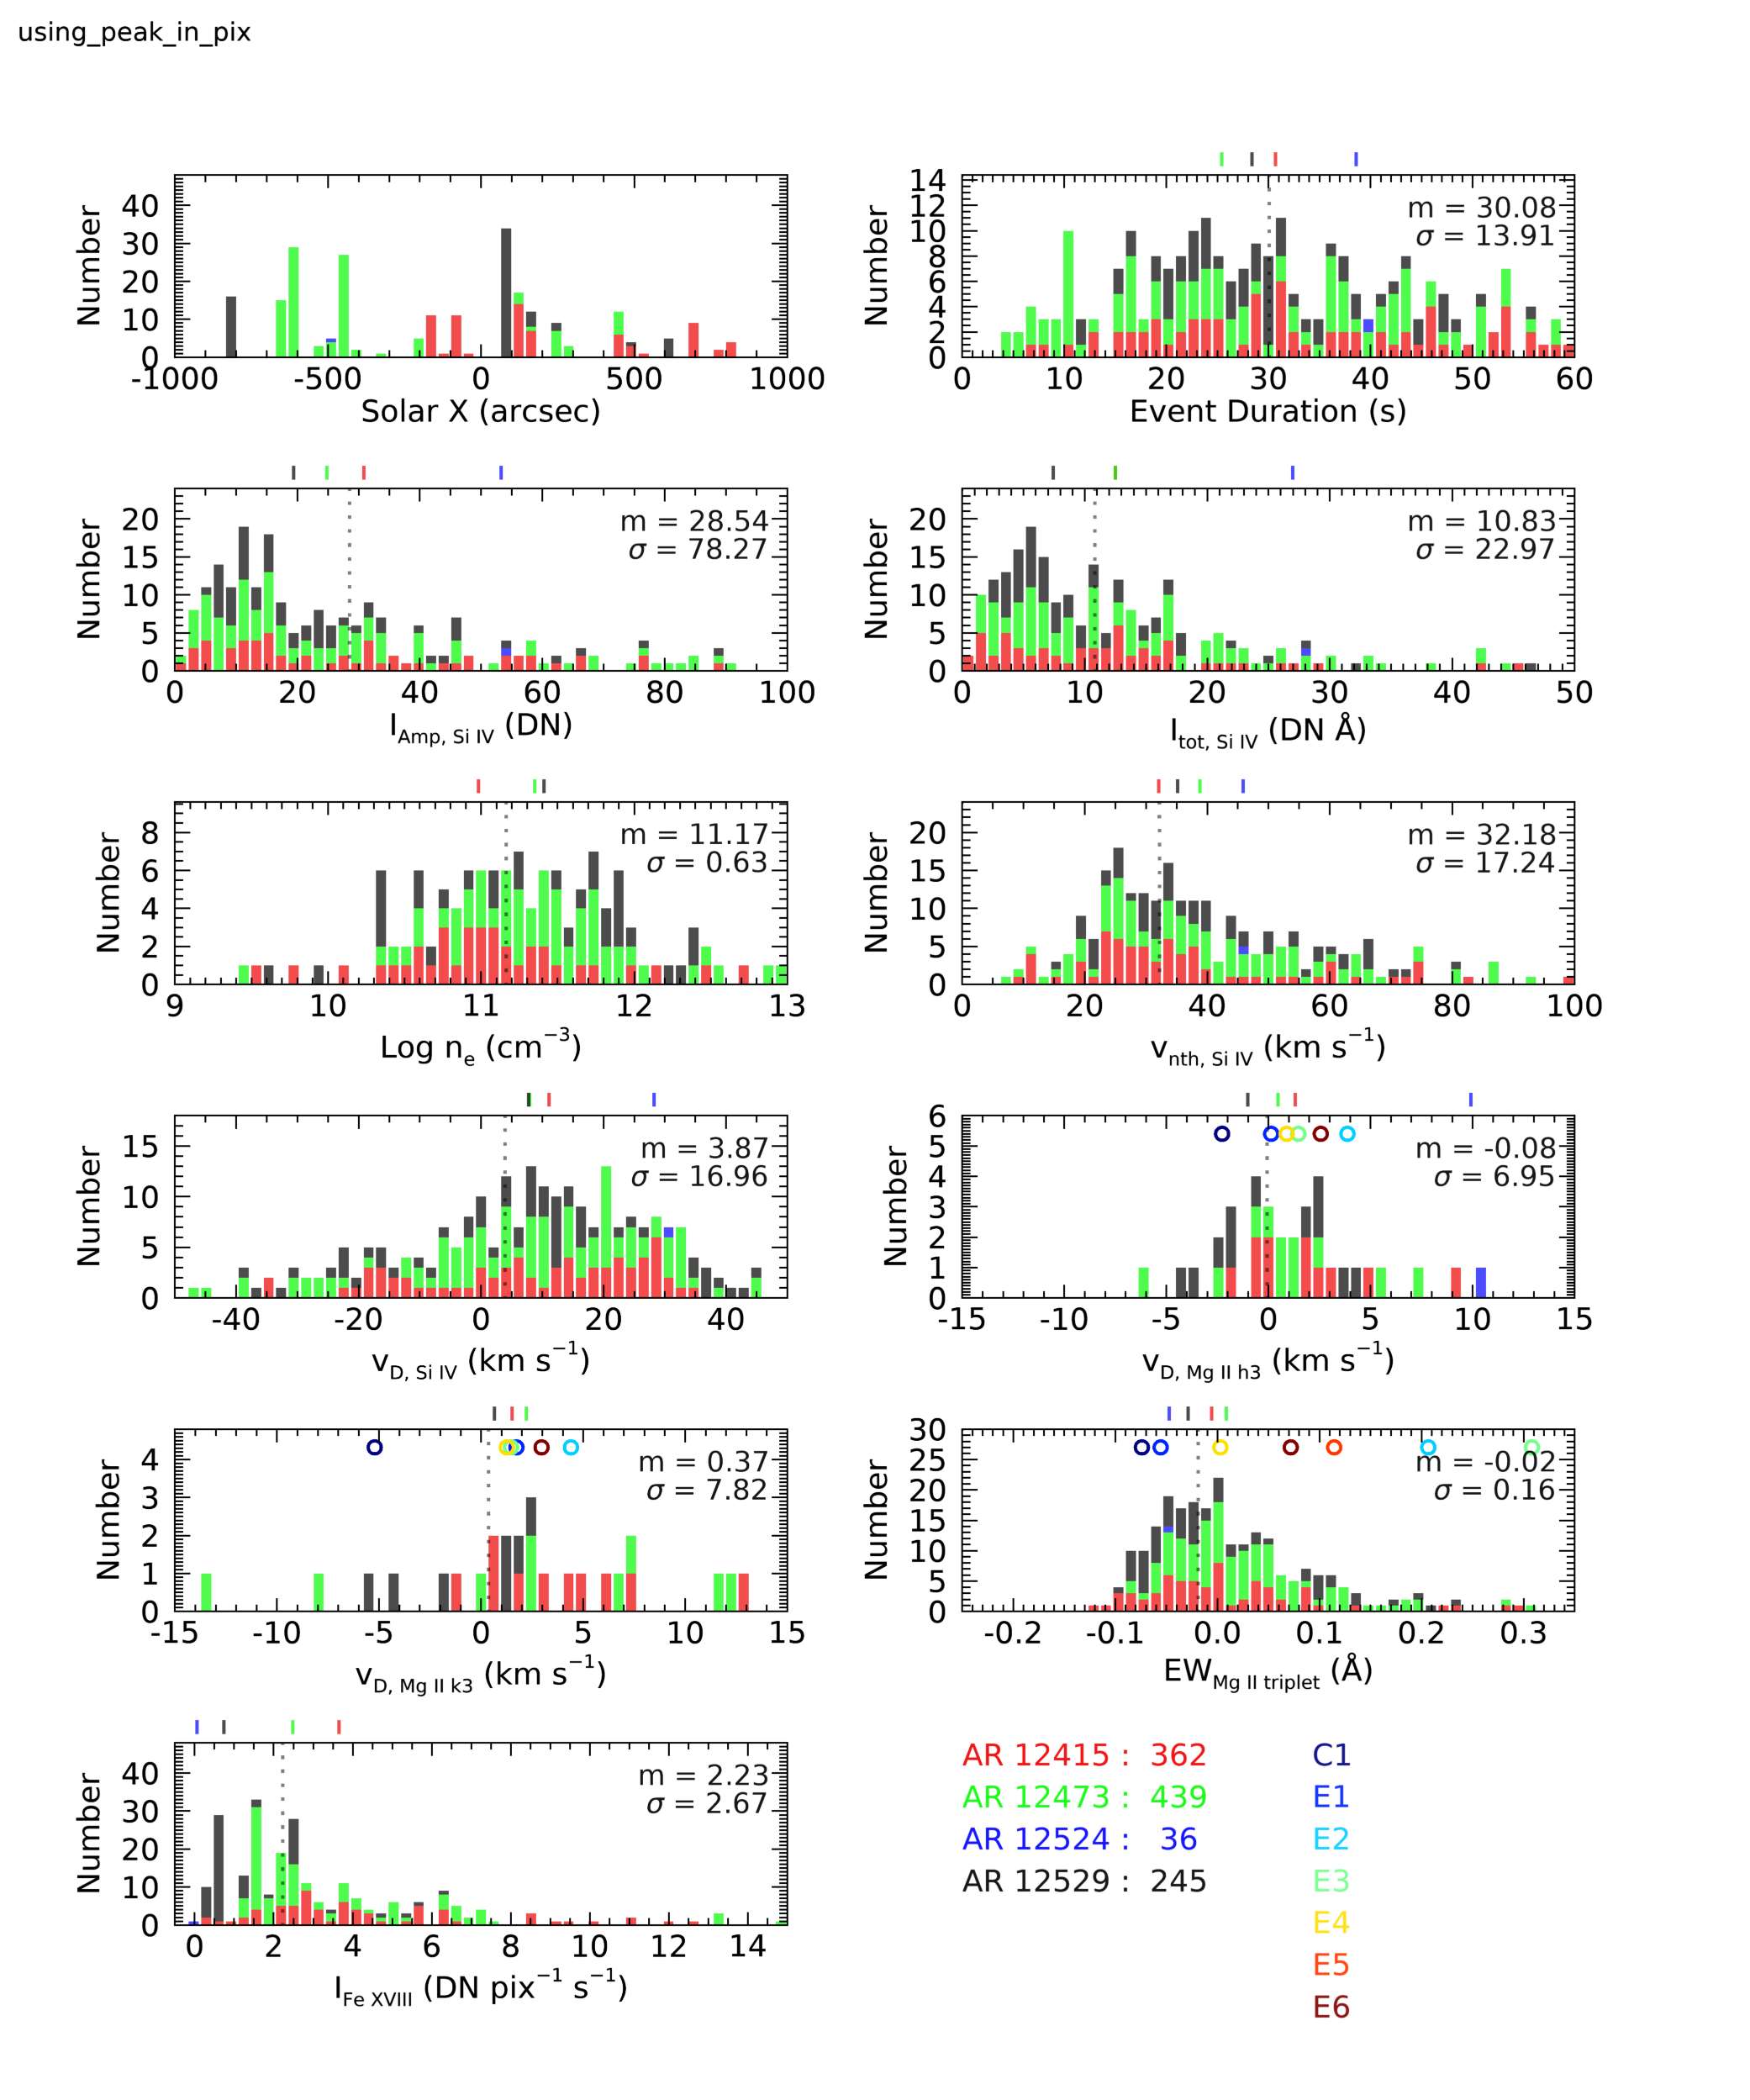 using_peak_in_pix
Number
40
30
20
10
0
-1000 -500 0 500 1000
Solar X (arcsec)
Number
14
12
10
8
6
4
2
0
m = 30.08
σ = 13.91
0 10 20 30 40 50 60
Event Duration (s)
Number
20
15
10
5
0
m = 28.54
σ = 78.27
0 20 40 60 80 100
I Amp, Si IV (DN)
Number
20
15
10
5
0
m = 10.83
σ = 22.97
0 10 20 30 40 50
I tot, Si IV (DN Å)
Number
8
6
4
2
0
m = 11.17
σ = 0.63
9 10 11 12 13
Log nₑ (cm⁻³)
Number
20
15
10
5
0
m = 32.18
σ = 17.24
0 20 40 60 80 100
v nth, Si IV (km s⁻¹)
Number
15
10
5
0
m = 3.87
σ = 16.96
-40 -20 0 20 40
v D, Si IV (km s⁻¹)
Number
6
5
4
3
2
1
0
m = -0.08
σ = 6.95
-15 -10 -5 0 5 10 15
v D, Mg II h3 (km s⁻¹)
Number
4
3
2
1
0
m = 0.37
σ = 7.82
-15 -10 -5 0 5 10 15
v D, Mg II k3 (km s⁻¹)
Number
30
25
20
15
10
5
0
m = -0.02
σ = 0.16
-0.2 -0.1 0.0 0.1 0.2 0.3
EW Mg II triplet (Å)
Number
40
30
20
10
0
m = 2.23
σ = 2.67
0 2 4 6 8 10 12 14
I Fe XVIII (DN pix⁻¹ s⁻¹)
AR 12415 : 362
AR 12473 : 439
AR 12524 : 36
AR 12529 : 245
C1
E1
E2
E3
E4
E5
E6